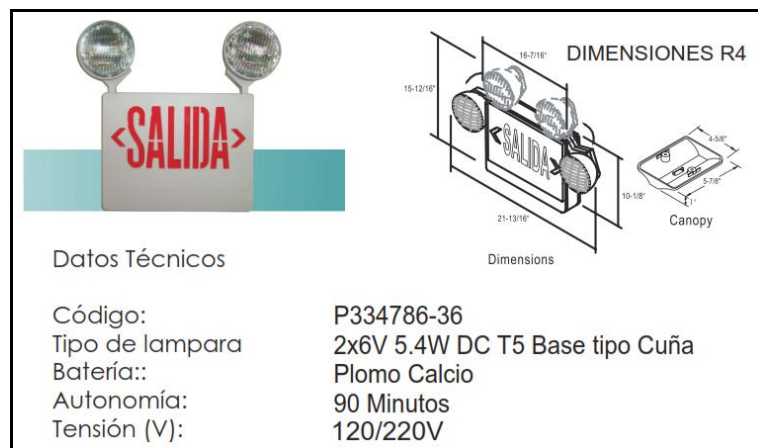 <SALIDA>
DIMENSIONES R4
16-7/16"
15-12/16"
<SALIDA>
10-1/8"
21-13/16"
4-5/8"
5-7/8"
1"
Canopy
Dimensions
Datos Técnicos
Código: P334786-36
Tipo de lampara 2x6V 5.4W DC T5 Base tipo Cuña
Batería:: Plomo Calcio
Autonomía: 90 Minutos
Tensión (V): 120/220V